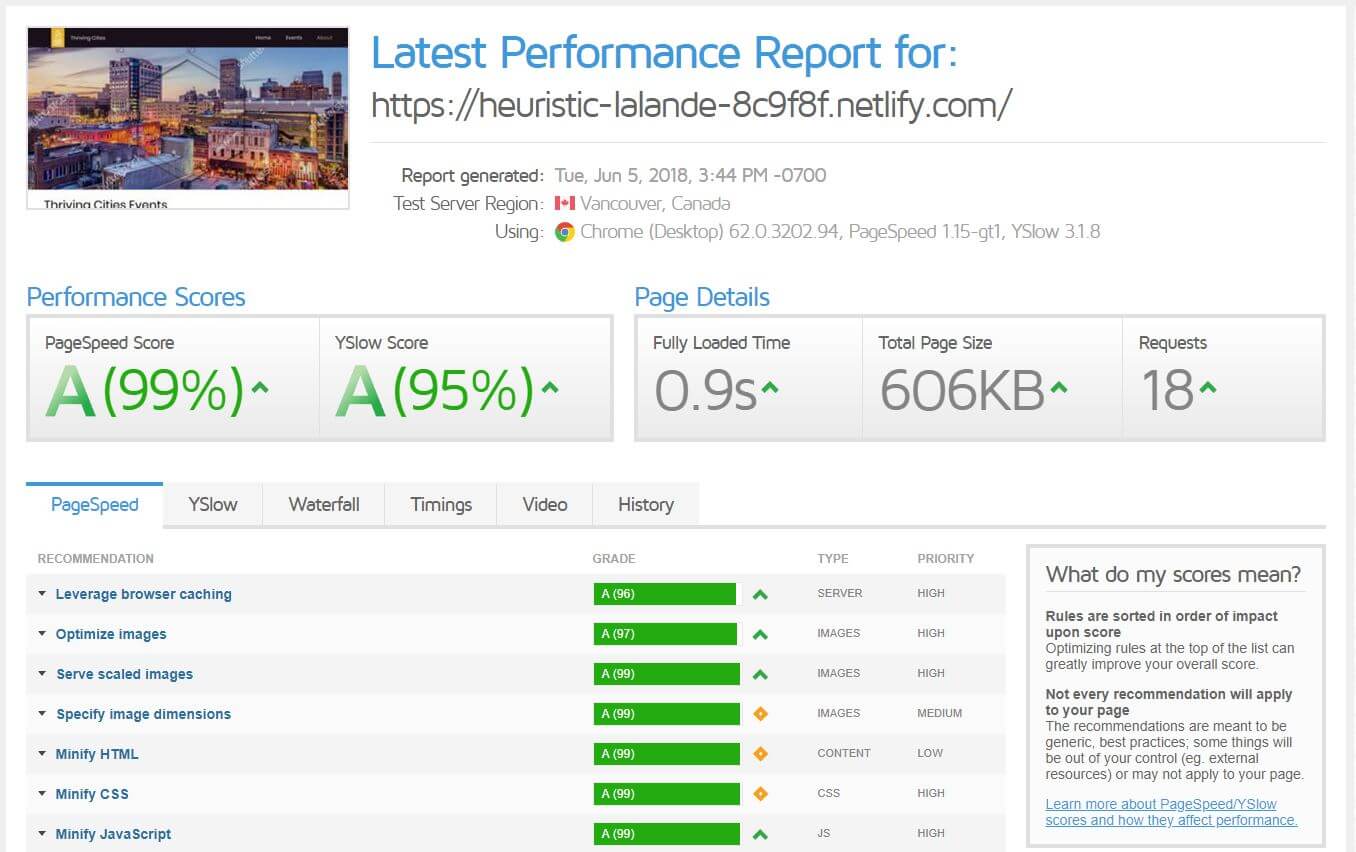 Thriving Cities
Home Events About
Thriving Cities Events
Latest Performance Report for:
https://heuristic-lalande-8c9f8f.netlify.com/
Report generated: Tue, Jun 5, 2018, 3:44 PM -0700
Test Server Region: Vancouver, Canada
Using: Chrome (Desktop) 62.0.3202.94, PageSpeed 1.15-gt1, YSlow 3.1.8
Performance Scores
PageSpeed Score
A (99%)
YSlow Score
A (95%)
Page Details
Fully Loaded Time
0.9s
Total Page Size
606KB
Requests
18
PageSpeed YSlow Waterfall Timings Video History
RECOMMENDATION GRADE TYPE PRIORITY
Leverage browser caching A (96) SERVER HIGH
Optimize images A (97) IMAGES HIGH
Serve scaled images A (99) IMAGES HIGH
Specify image dimensions A (99) IMAGES MEDIUM
Minify HTML A (99) CONTENT LOW
Minify CSS A (99) CSS HIGH
Minify JavaScript A (99) JS HIGH
What do my scores mean?
Rules are sorted in order of impact
upon score
Optimizing rules at the top of the list can
greatly improve your overall score.
Not every recommendation will apply
to your page
The recommendations are meant to be
generic, best practices; some things will
be out of your control (eg. external
resources) or may not apply to your page.
Learn more about PageSpeed/YSlow
scores and how they affect performance.